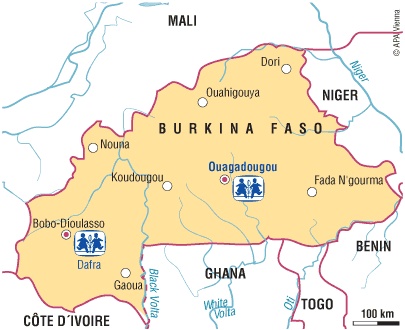 MALI
© APA Vienna
Dori
Niger
Ouahigouya
NIGER
BURKINA FASO
Nouna
Ouagadougou
Koudougou
Fada N'gourma
Bobo-Dioulasso
Dafra
BENIN
Gaoua
Black Volta
GHANA
White
Volta
Oti
TOGO
CÔTE D'IVOIRE
100 km